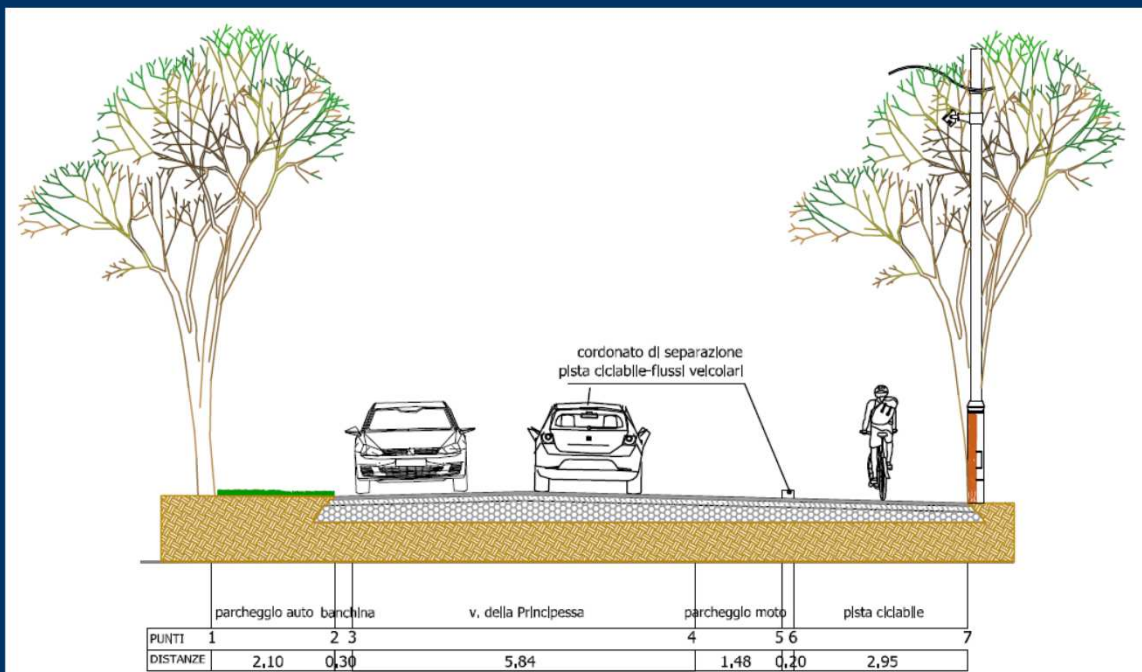 cordonato di separazione
pista ciclabile-flussi veicolari
parcheggio auto banchina v. della Principessa parcheggio moto pista ciclabile
PUNTI 1 2 3 4 5 6 7
DISTANZE 2,10 0,30 5,84 1,48 0,20 2,95